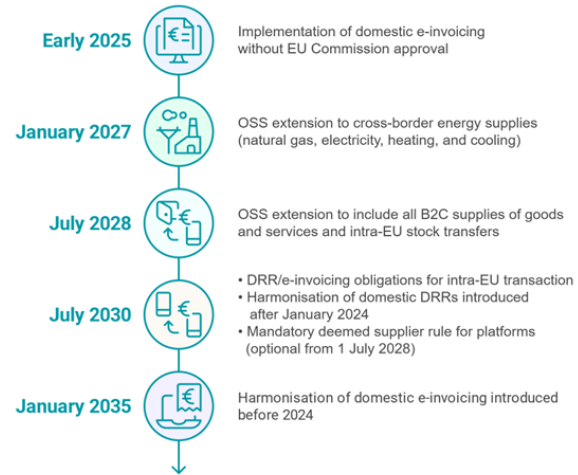 Early 2025
Implementation of domestic e-invoicing
without EU Commission approval
January 2027
OSS extension to cross-border energy supplies
(natural gas, electricity, heating, and cooling)
July 2028
OSS extension to include all B2C supplies of goods
and services and intra-EU stock transfers
July 2030
• DRR/e-invoicing obligations for intra-EU transaction
• Harmonisation of domestic DRRs introduced
after January 2024
• Mandatory deemed supplier rule for platforms
(optional from 1 July 2028)
January 2035
Harmonisation of domestic e-invoicing introduced
before 2024